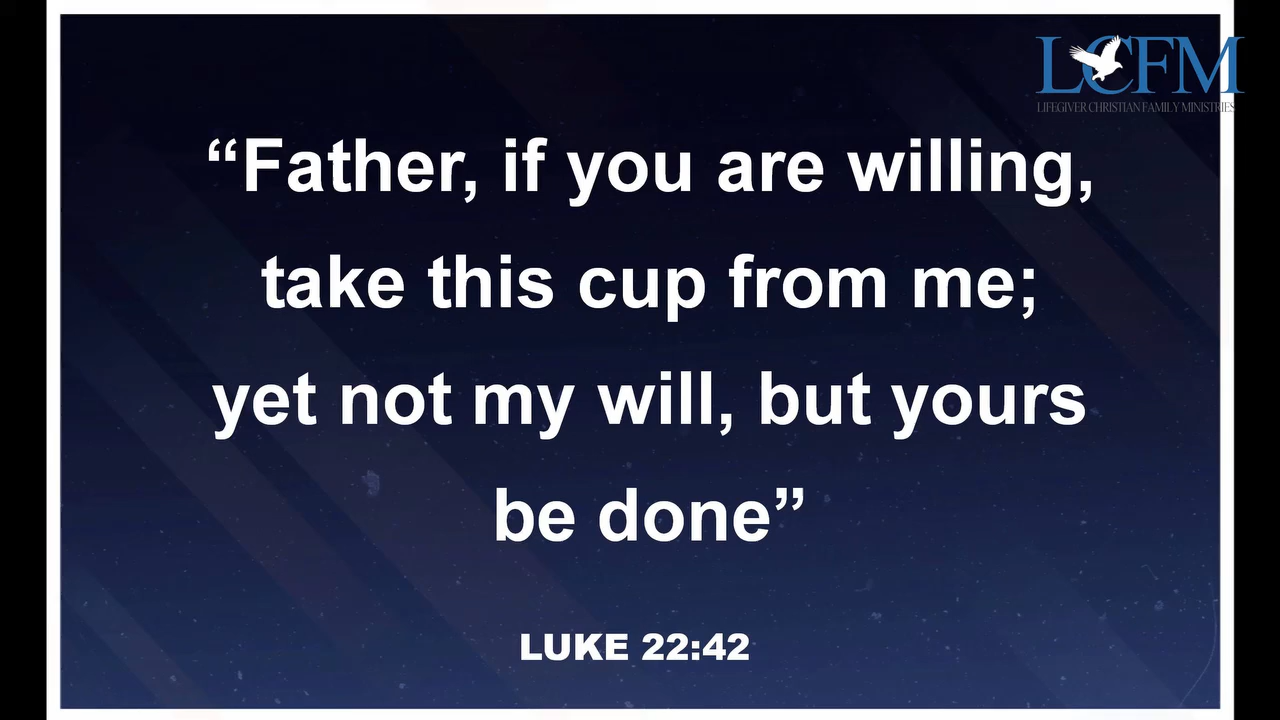 LCFM
LIFEGIVER CHRISTIAN FAMILY MINISTRIES
“Father, if you are willing,
take this cup from me;
yet not my will, but yours
be done”
LUKE 22:42